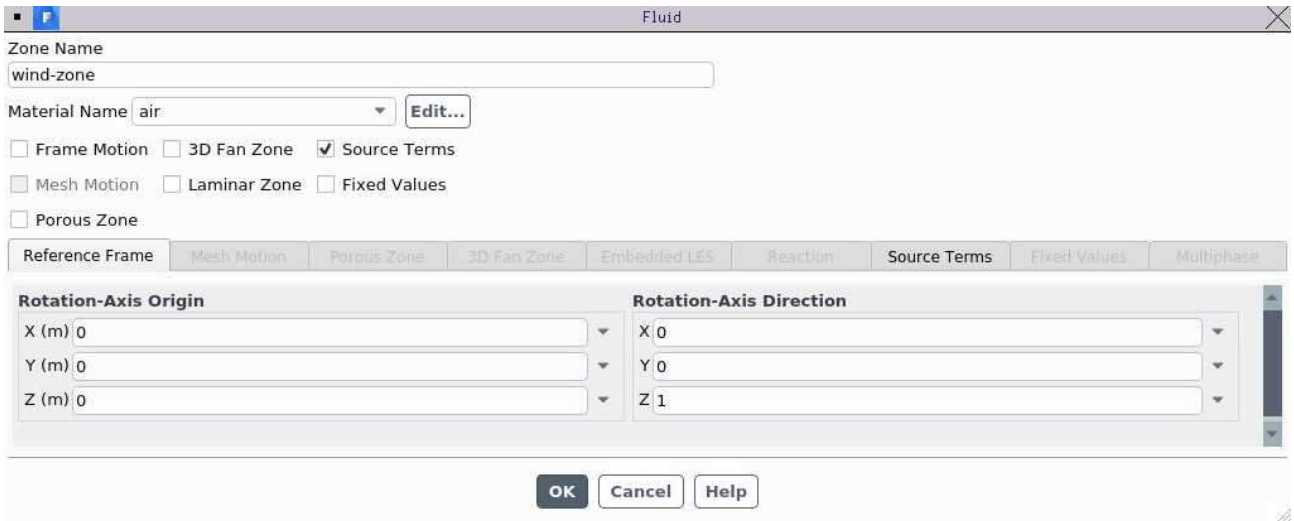 F Fluid
Zone Name
wind-zone
Material Name air Edit...
Frame Motion 3D Fan Zone Source Terms
Mesh Motion Laminar Zone Fixed Values
Porous Zone
Reference Frame Mesh Motion Porous Zone 3D Fan Zone Embedded LES Reaction Source Terms Fixed Values Multiphase
Rotation-Axis Origin Rotation-Axis Direction
X (m) 0 X 0
Y (m) 0 Y 0
Z (m) 0 Z 1
OK Cancel Help